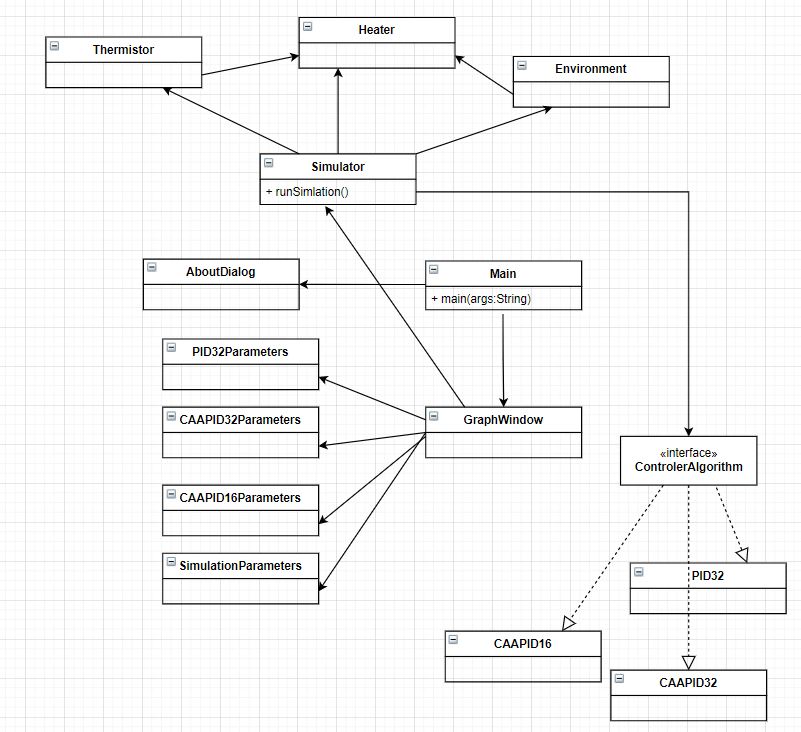 Heater
Thermistor
Environment
Simulator
+ runSimlation()
AboutDialog
Main
+ main(args:String)
PID32Parameters
CAAPID32Parameters
GraphWindow
«interface»
ControlerAlgorithm
CAAPID16Parameters
SimulationParameters
PID32
CAAPID16
CAAPID32